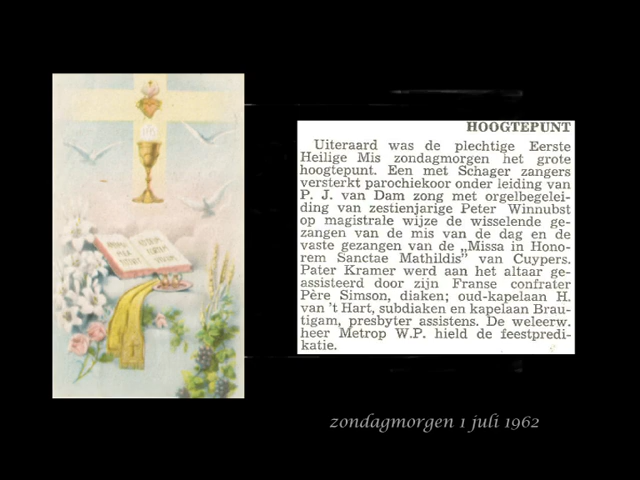 HOOGTEPUNT
Uiteraard was de plechtige Eerste
Heilige Mis zondagmorgen het grote
hoogtepunt. Een met Schager zangers
versterkt parochiekoor onder leiding van
P. J. van Dam zong met orgelbegelei-
ding van zestienjarige Peter Winnubst
op magistrale wijze de wisselende ge-
zangen van de mis van de dag en de
vaste gezangen van de „Missa in Hono-
rem Sanctae Mathildis" van Cuypers.
Pater Kramer werd aan het altaar ge-
assisteerd door zijn Franse confrater
Père Simson, diaken; oud-kapelaan H.
van 't Hart, subdiaken en kapelaan Brau-
tigam, presbyter assistens. De weleerw.
heer Metrop W.P. hield de feestpredi-
katie.
zondagmorgen 1 juli 1962